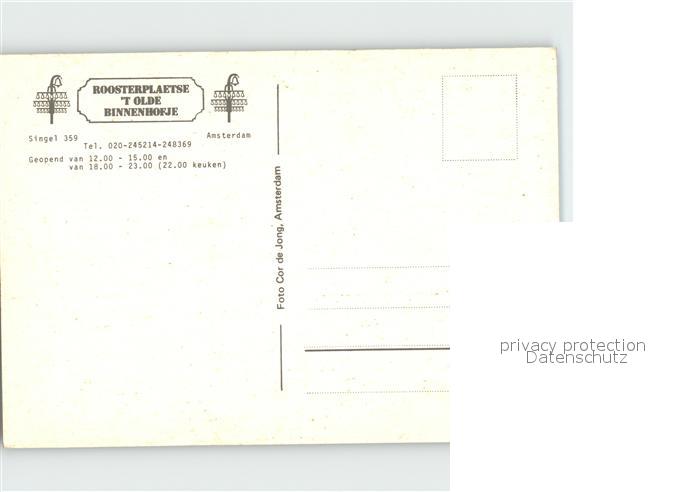 ROOSTERPLAETSE
'T OLDE
BINNENHOFJE
Singel 359 Amsterdam
Tel. 020-245214-248369
Geopend van 12.00 - 15.00 en
van 18.00 - 23.00 (22.00 keuken)
Foto Cor de Jong, Amsterdam
privacy protection
Datenschutz